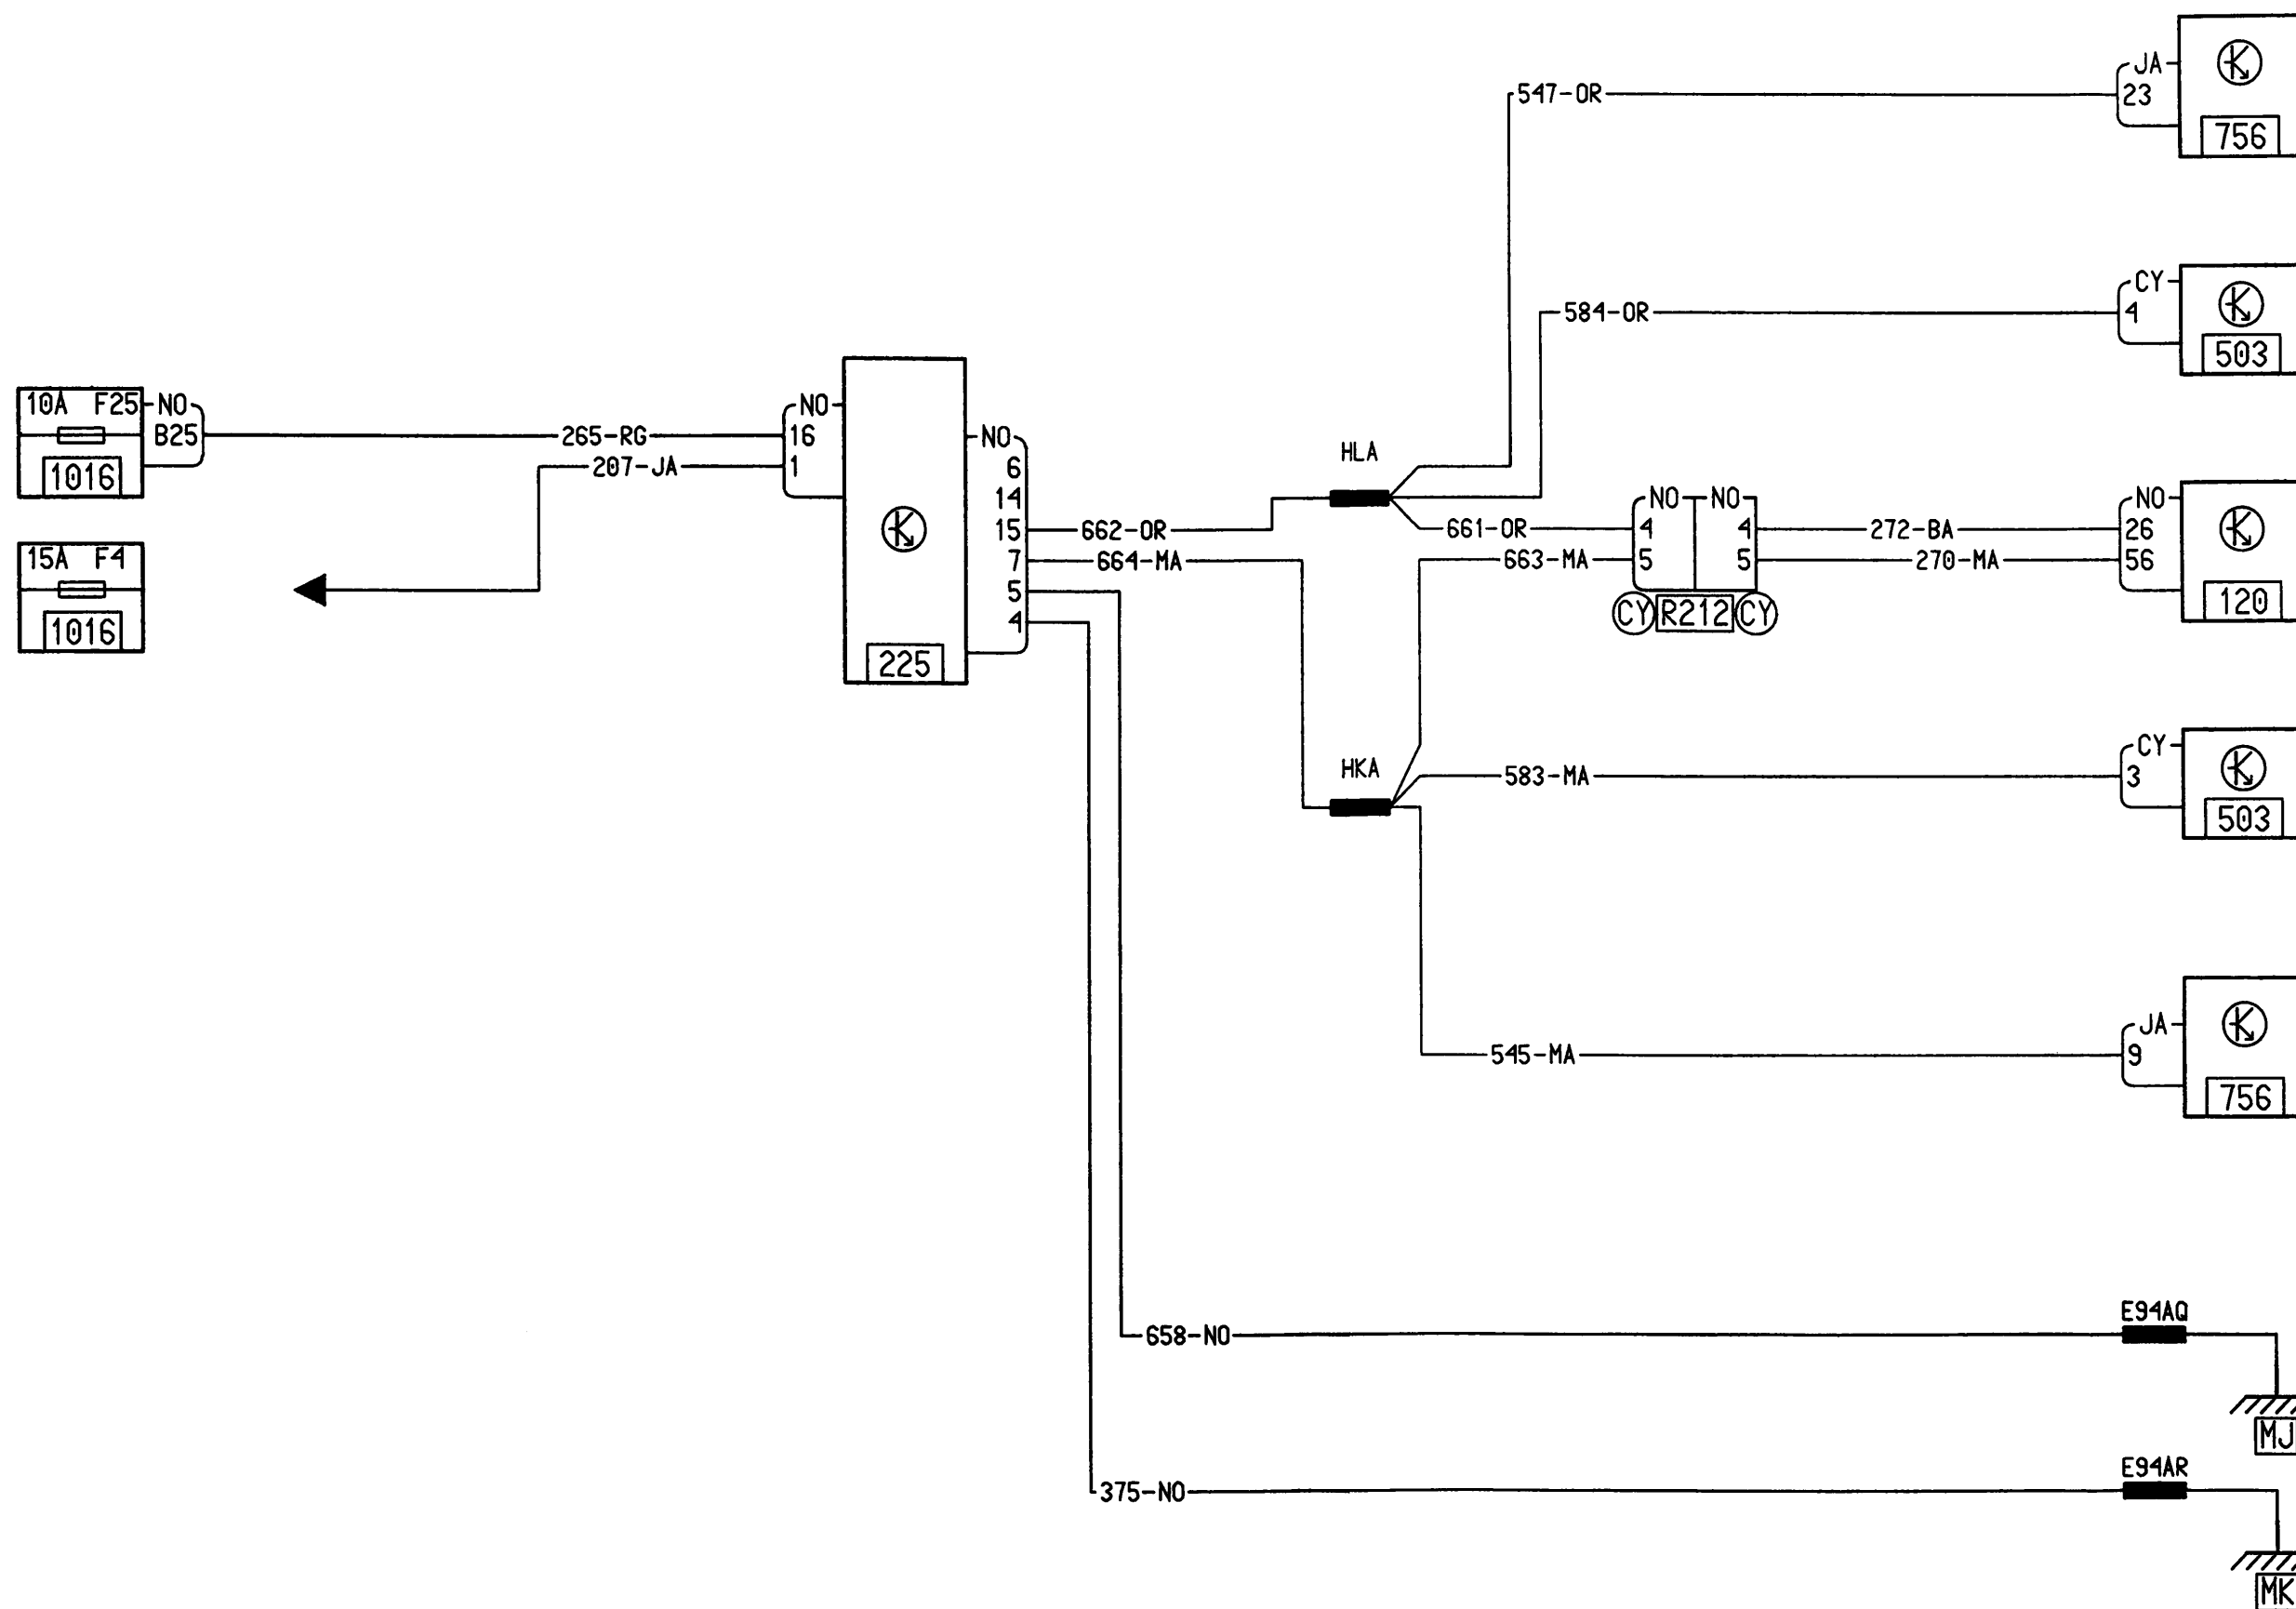 JA
547-OR
23
756
CY
584-OR
4
503
10A F25
NO
B25
1016
265-RG
207-JA
NO
16
1
15A F4
1016
225
NO
6
14
15
7
5
4
662-OR
664-MA
HLA
661-OR
663-MA
NO
4
5
NO
4
5
CY
R212
CY
272-BA
270-MA
NO
26
56
120
CY
HKA
583-MA
3
503
JA
545-MA
9
756
E94AQ
658-NO
MJ
E94AR
375-NO
MK